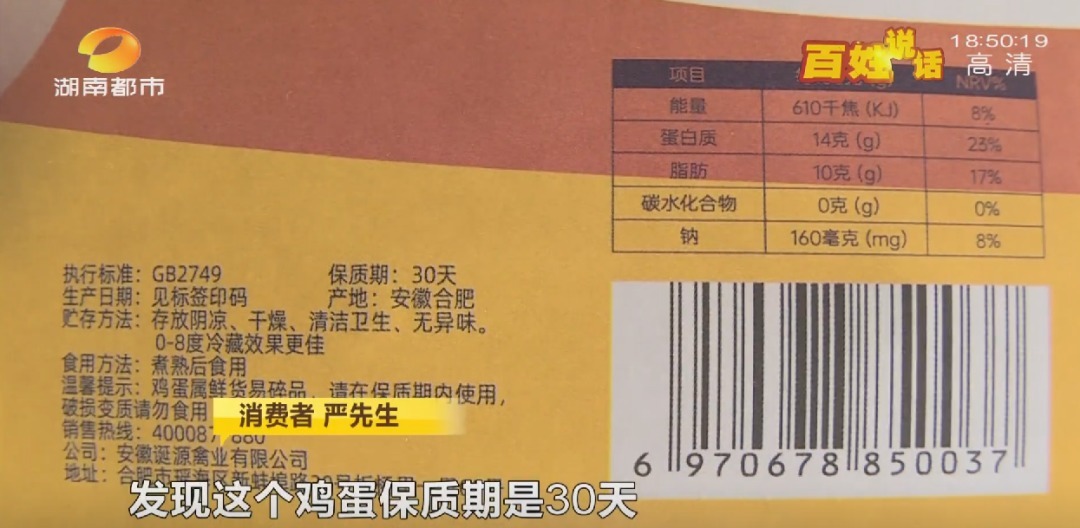 湖南都市
百姓说话
18:50:19
高清
项目 NRV%
能量 610千焦 (KJ) 8%
蛋白质 14克 (g) 23%
脂肪 10克 (g) 17%
碳水化合物 0克 (g) 0%
钠 160毫克 (mg) 8%
执行标准：GB2749 保质期：30天
生产日期：见标签印码 产地：安徽合肥
贮存方法：存放阴凉、干燥、清洁卫生、无异味。
0-8度冷藏效果更佳
食用方法：煮熟后食用
温馨提示：鸡蛋属鲜货易碎品，请在保质期内使用，
破损变质请勿食用
销售热线：400087 880
公司：安徽诞源禽业有限公司
地址：合肥市
消费者 严先生
6 970678 850037
发现这个鸡蛋保质期是30天